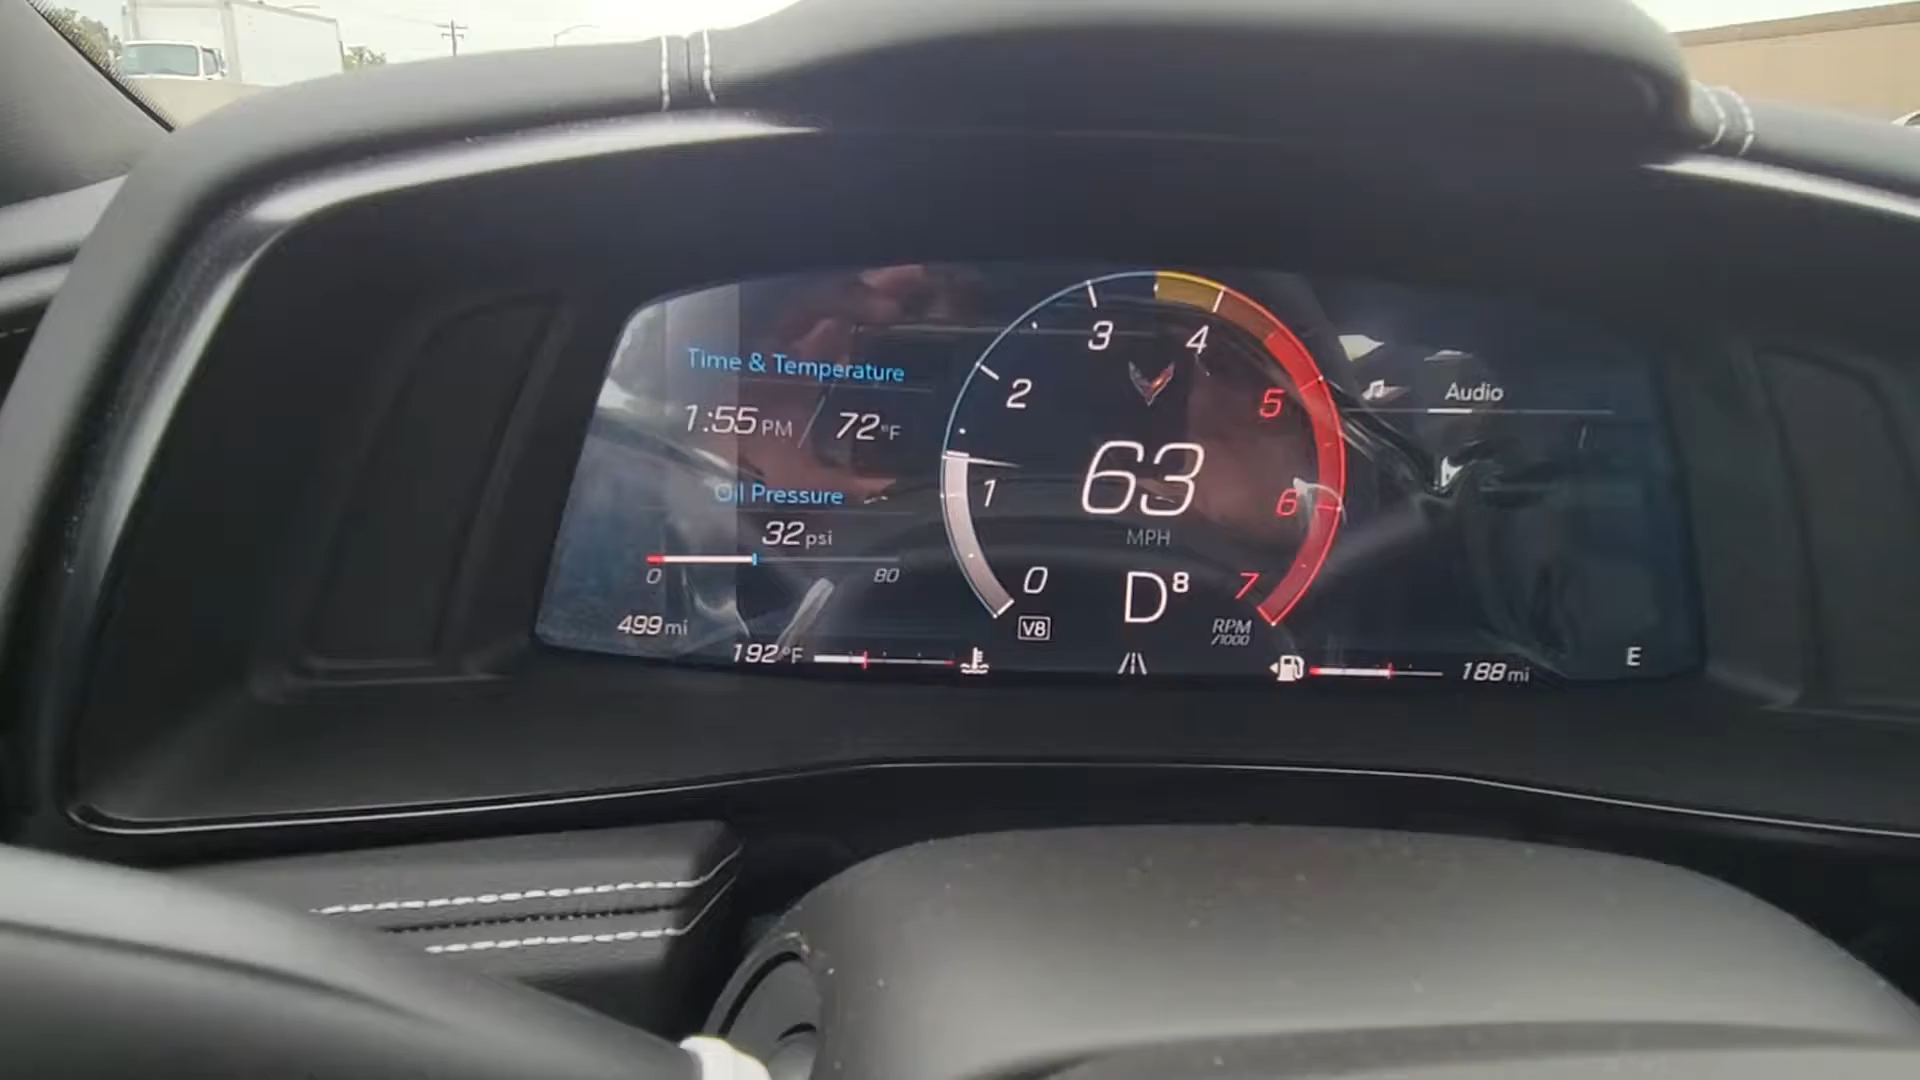 Time & Temperature
1:55 PM / 72°F
Oil Pressure
32 psi
0 80
499 mi
192°F
0
1
2
3
4
5
6
7
63
MPH
D8
V8
RPM
/1000
Audio
188 mi
E